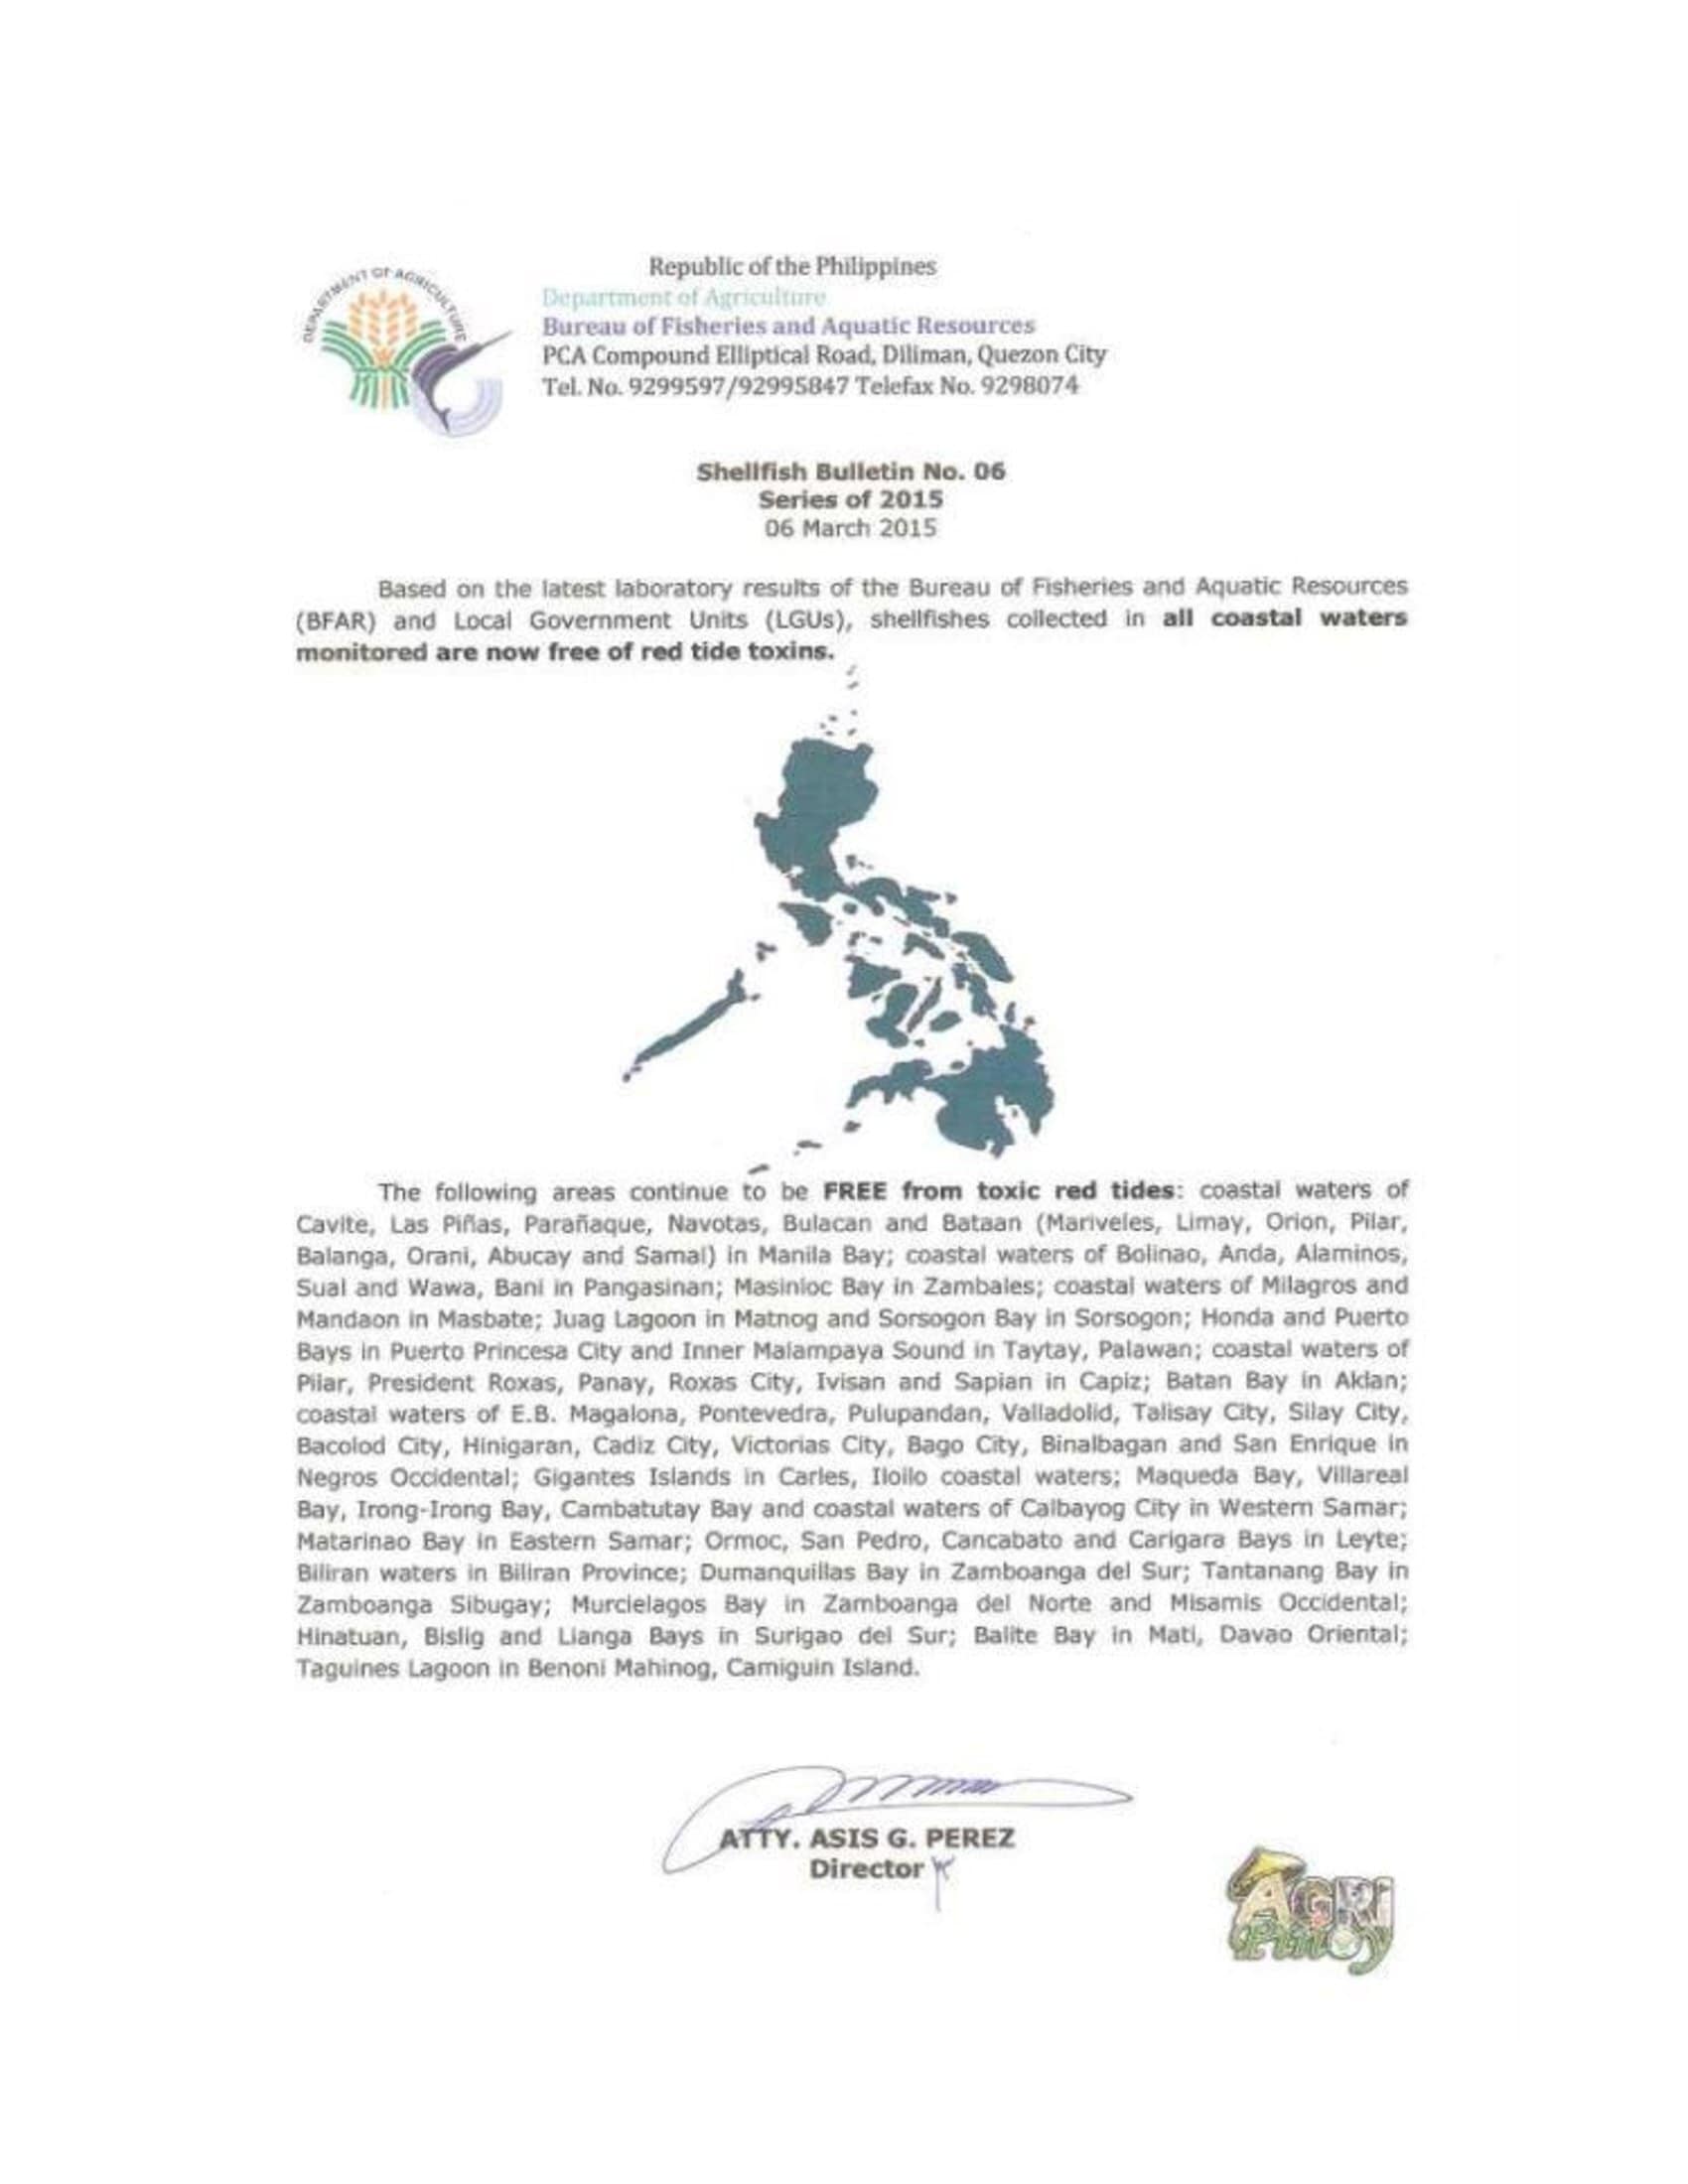 DEPARTMENT OF AGRICULTURE
Republic of the Philippines
Department of Agriculture
Bureau of Fisheries and Aquatic Resources
PCA Compound Elliptical Road, Diliman, Quezon City
Tel. No. 9299597/92995847 Telefax No. 9298074
Shellfish Bulletin No. 06
Series of 2015
06 March 2015
Based on the latest laboratory results of the Bureau of Fisheries and Aquatic Resources
(BFAR) and Local Government Units (LGUs), shellfishes collected in all coastal waters
monitored are now free of red tide toxins.
The following areas continue to be FREE from toxic red tides: coastal waters of
Cavite, Las Piñas, Parañaque, Navotas, Bulacan and Bataan (Mariveles, Limay, Orion, Pilar,
Balanga, Orani, Abucay and Samal) in Manila Bay; coastal waters of Bolinao, Anda, Alaminos,
Sual and Wawa, Bani in Pangasinan; Masinloc Bay in Zambales; coastal waters of Milagros and
Mandaon in Masbate; Juag Lagoon in Matnog and Sorsogon Bay in Sorsogon; Honda and Puerto
Bays in Puerto Princesa City and Inner Malampaya Sound in Taytay, Palawan; coastal waters of
Pilar, President Roxas, Panay, Roxas City, Ivisan and Sapian in Capiz; Batan Bay in Aklan;
coastal waters of E.B. Magalona, Pontevedra, Pulupandan, Valladolid, Talisay City, Silay City,
Bacolod City, Hinigaran, Cadiz City, Victorias City, Bago City, Binalbagan and San Enrique in
Negros Occidental; Gigantes Islands in Carles, Iloilo coastal waters; Maqueda Bay, Villareal
Bay, Irong-Irong Bay, Cambatutay Bay and coastal waters of Calbayog City in Western Samar;
Matarinao Bay in Eastern Samar; Ormoc, San Pedro, Cancabato and Carigara Bays in Leyte;
Biliran waters in Biliran Province; Dumanquillas Bay in Zamboanga del Sur; Tantanang Bay in
Zamboanga Sibugay; Murcielagos Bay in Zamboanga del Norte and Misamis Occidental;
Hinatuan, Bislig and Lianga Bays in Surigao del Sur; Balite Bay in Mati, Davao Oriental;
Taguines Lagoon in Benoni Mahinog, Camiguin Island.
ATTY. ASIS G. PEREZ
Director
AGRI
Pinoy